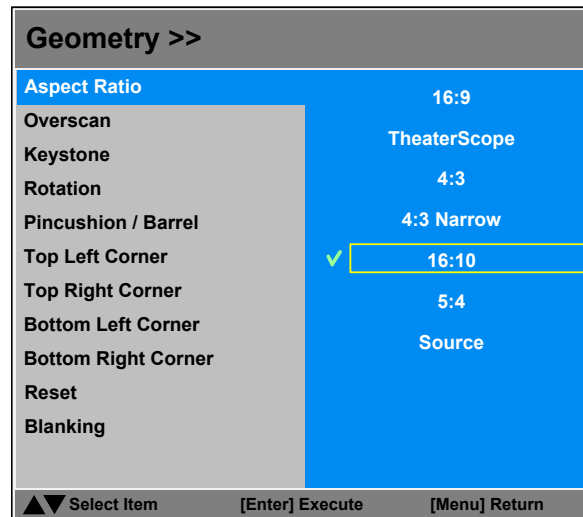 Geometry >>
Aspect Ratio
Overscan
Keystone
Rotation
Pincushion / Barrel
Top Left Corner
Top Right Corner
Bottom Left Corner
Bottom Right Corner
Reset
Blanking
16:9
TheaterScope
4:3
4:3 Narrow
16:10
5:4
Source
Select Item [Enter] Execute [Menu] Return